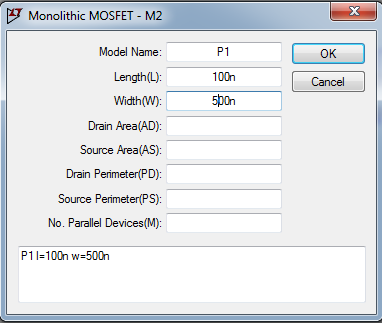 Monolithic MOSFET - M2
Model Name: P1
OK
Length(L): 100n
Cancel
Width(W): 500n
Drain Area(AD):
Source Area(AS):
Drain Perimeter(PD):
Source Perimeter(PS):
No. Parallel Devices(M):
P1 l=100n w=500n